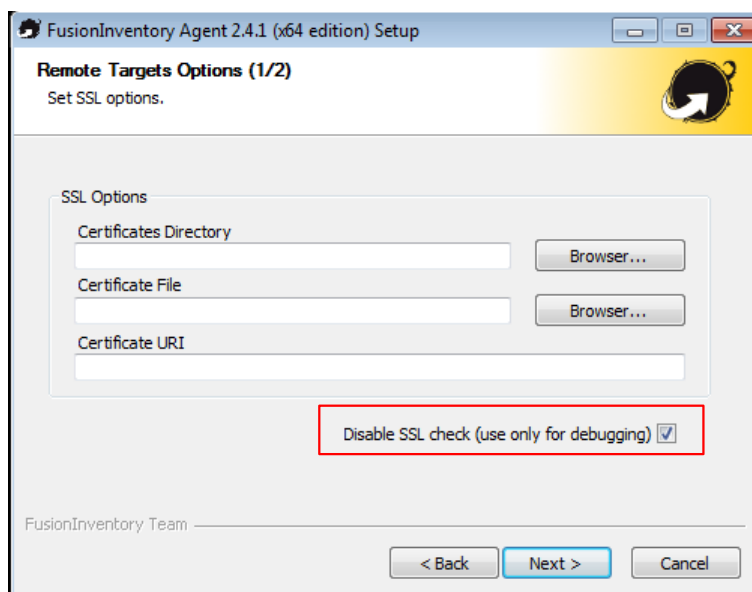 FusionInventory Agent 2.4.1 (x64 edition) Setup
Remote Targets Options (1/2)
Set SSL options.
SSL Options
Certificates Directory
Browser...
Certificate File
Browser...
Certificate URI
Disable SSL check (use only for debugging)
FusionInventory Team
< Back Next > Cancel